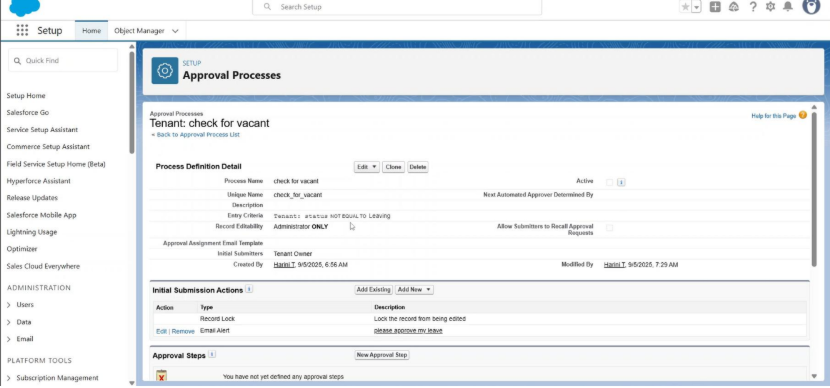 Search Setup
Setup
Home
Object Manager
Quick Find
Setup Home
Salesforce Go
Service Setup Assistant
Commerce Setup Assistant
Field Service Setup Home (Beta)
Hyperforce Assistant
Release Updates
Salesforce Mobile App
Lightning Usage
Optimizer
Sales Cloud Everywhere
ADMINISTRATION
Users
Data
Email
PLATFORM TOOLS
Subscription Management
SETUP
Approval Processes
Approval Processes
Tenant: check for vacant
« Back to Approval Process List
Help for this Page
Process Definition Detail
Edit
Clone
Delete
Process Name check for vacant Active
Unique Name check_for_vacant Next Automated Approver Determined By
Description
Entry Criteria Tenant: status NOT EQUAL TO Leaving
Record Editability Administrator ONLY Allow Submitters to Recall Approval
Requests
Approval Assignment Email Template
Initial Submitters Tenant Owner
Created By Harini T, 9/5/2025, 6:56 AM Modified By Harini T, 9/5/2025, 7:29 AM
Initial Submission Actions
Add Existing
Add New
Action Type Description
Record Lock Lock the record from being edited
Edit | Remove Email Alert please approve my leave
Approval Steps
New Approval Step
You have not yet defined any approval steps